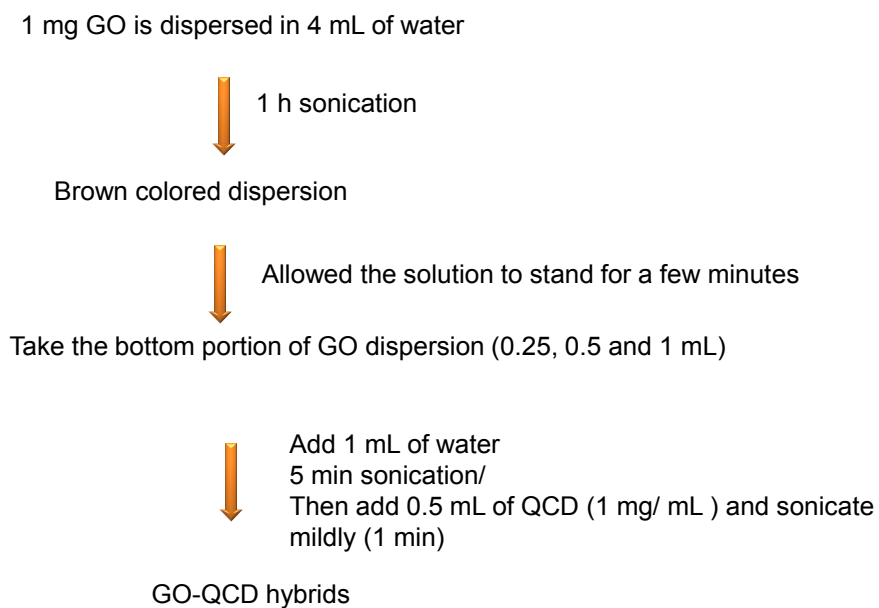 1 mg GO is dispersed in 4 mL of water
1 h sonication
Brown colored dispersion
Allowed the solution to stand for a few minutes
Take the bottom portion of GO dispersion (0.25, 0.5 and 1 mL)
Add 1 mL of water
5 min sonication/
Then add 0.5 mL of QCD (1 mg/ mL ) and sonicate
mildly (1 min)
GO-QCD hybrids